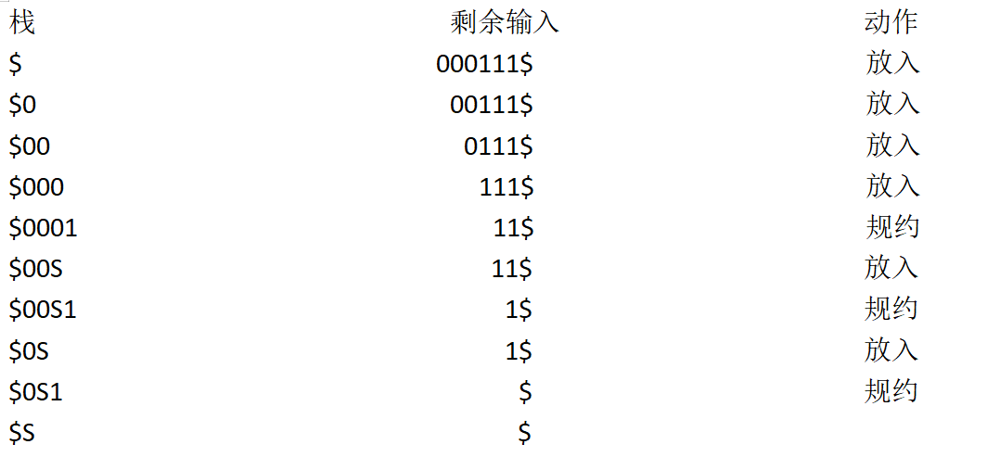 栈 剩余输入 动作
$ 000111$ 放入
$0 00111$ 放入
$00 0111$ 放入
$000 111$ 放入
$0001 11$ 规约
$00S 11$ 放入
$00S1 1$ 规约
$0S 1$ 放入
$0S1 $ 规约
$S $